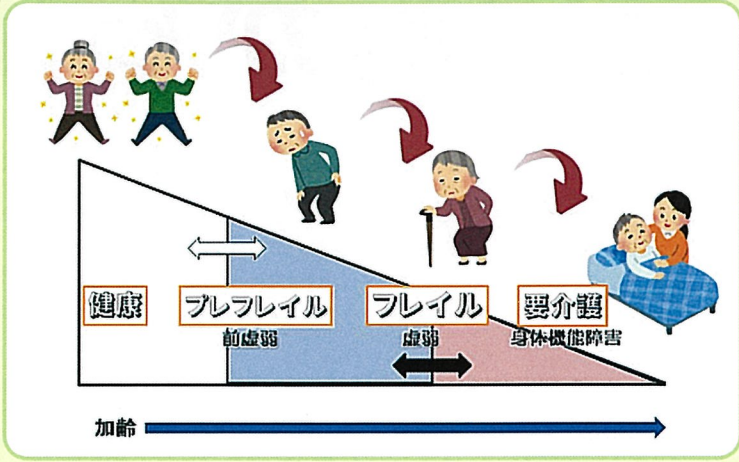 健康
プレフレイル
前虚弱
フレイル
虚弱
要介護
身体機能障害
加齢